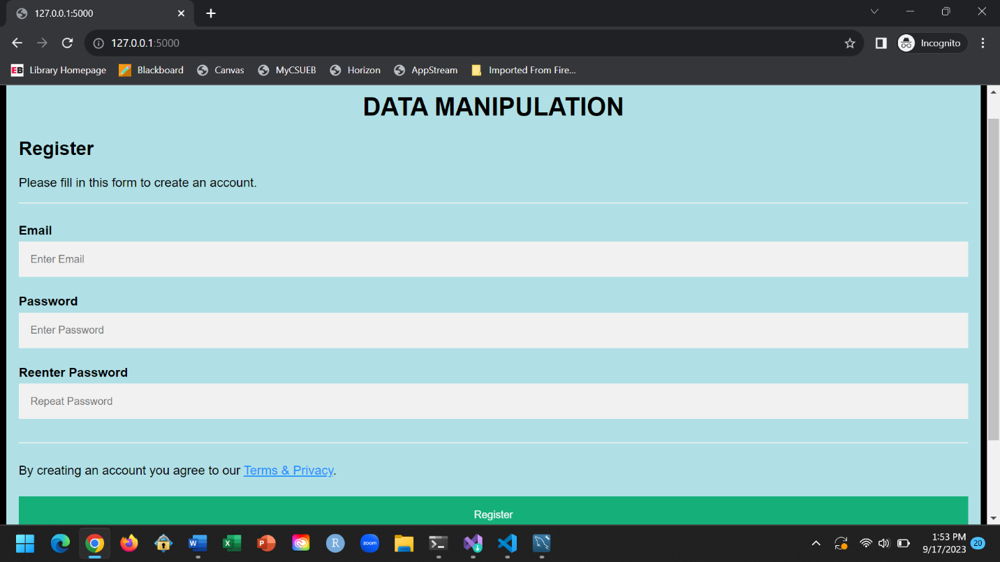 127.0.0.1:5000
127.0.0.1:5000
Incognito
EB Library Homepage Blackboard Canvas MyCSUEB Horizon AppStream Imported From Fire...
DATA MANIPULATION
Register
Please fill in this form to create an account.
Email
Enter Email
Password
Enter Password
Reenter Password
Repeat Password
By creating an account you agree to our Terms & Privacy.
Register
W X P R zoom
1:53 PM
9/17/2023 20